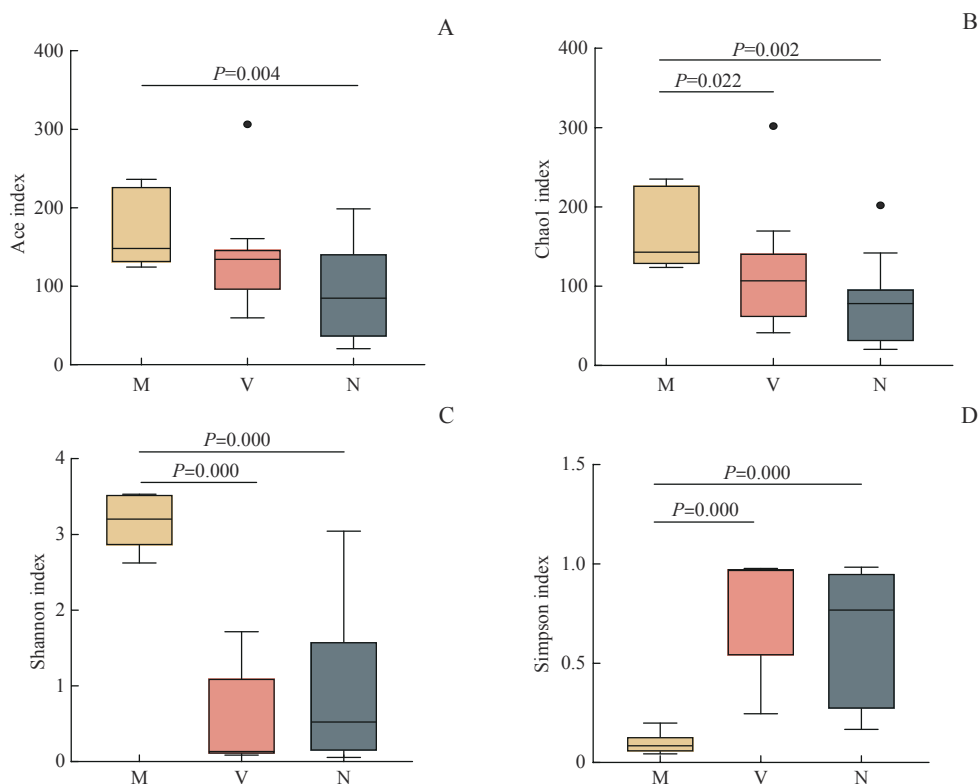 A
400
300
200
100
0
Ace index
P=0.004
M
V
N
B
400
300
200
100
0
Chao1 index
P=0.002
P=0.022
M
V
N
C
4
3
2
1
0
Shannon index
P=0.000
P=0.000
M
V
N
D
1.5
1.0
0.5
0
Simpson index
P=0.000
P=0.000
M
V
N